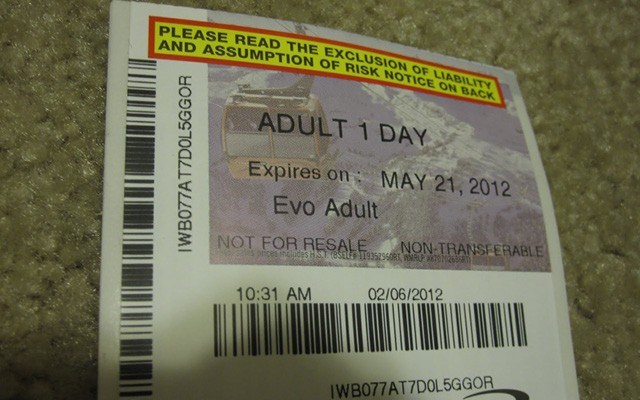 PLEASE READ THE EXCLUSION OF LIABILITY
AND ASSUMPTION OF RISK NOTICE ON BACK
IWB077AT7D0L5GGOR
ADULT 1 DAY
Expires on : MAY 21, 2012
Evo Adult
NOT FOR RESALE NON-TRANSFERABLE
includes H.S.T.
10:31 AM 02/06/2012
IWB077AT7D0L5GGOR